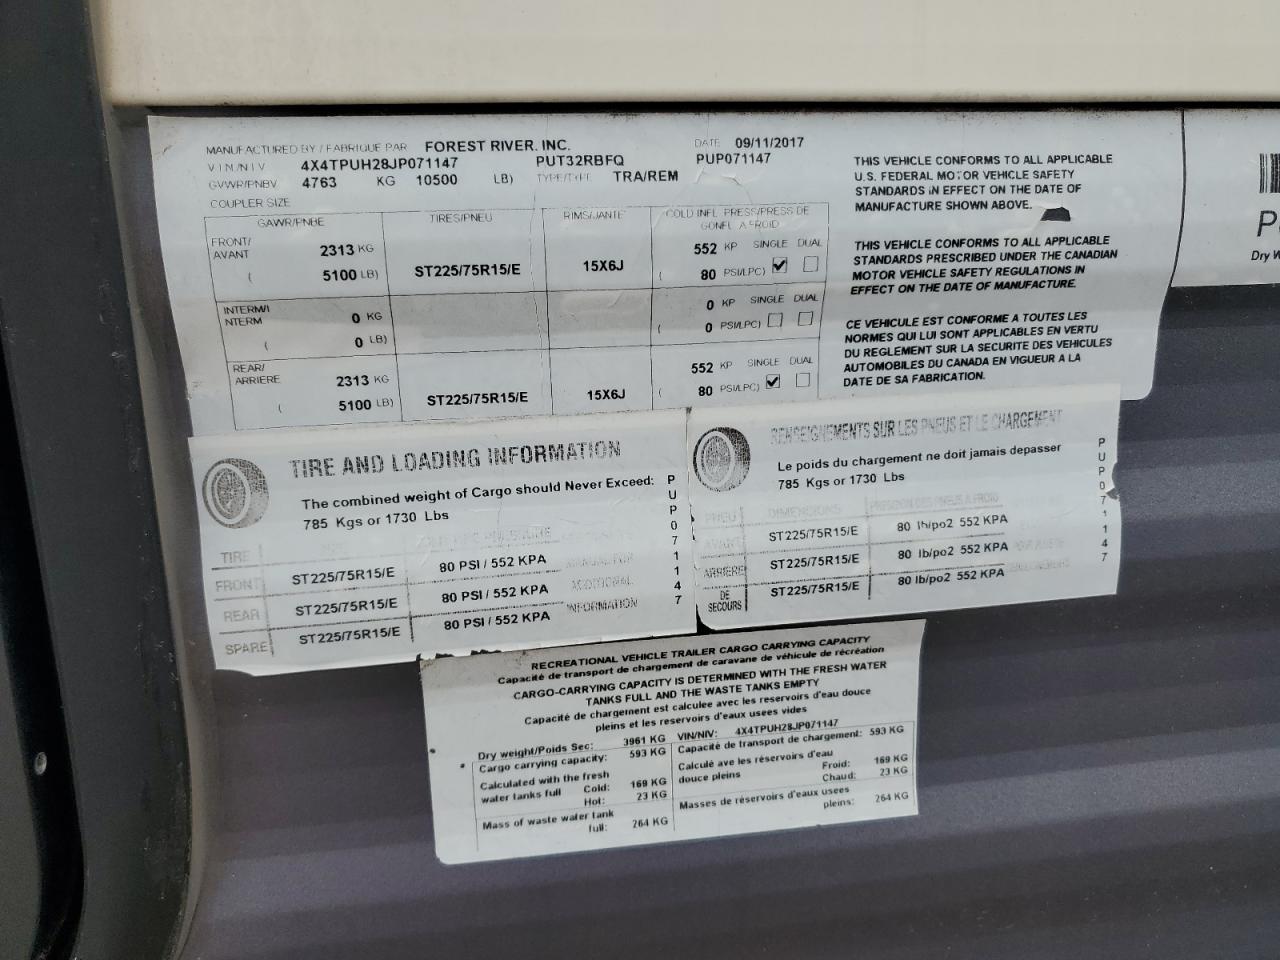 MANUFACTURED BY / FABRIQUE PAR FOREST RIVER, INC. DATE 09/11/2017
V I N / N I V 4X4TPUH28JP071147 PUT32RBFQ PUP071147
GVWR/PNBV 4763 KG 10500 LB) TYPE/TYPE TRA/REM
COUPLER SIZE
GAWR/PNBE TIRES/PNEU RIMS/JANTE COLD INFL. PRESS/PRESS DE
GONFL A FROID
FRONT/
AVANT 2313 KG ST225/75R15/E 15X6J 552 KP SINGLE DUAL
( 5100 LB) ( 80 PSI/LPC)
INTERM/I
NTERM 0 KG 0 KP SINGLE DUAL
( 0 LB) ( 0 PSI/LPC)
REAR/
ARRIERE 2313 KG ST225/75R15/E 15X6J 552 KP SINGLE DUAL
( 5100 LB) ( 80 PSI/LPC)
THIS VEHICLE CONFORMS TO ALL APPLICABLE
U.S. FEDERAL MOTOR VEHICLE SAFETY
STANDARDS IN EFFECT ON THE DATE OF
MANUFACTURE SHOWN ABOVE.
THIS VEHICLE CONFORMS TO ALL APPLICABLE
STANDARDS PRESCRIBED UNDER THE CANADIAN
MOTOR VEHICLE SAFETY REGULATIONS IN
EFFECT ON THE DATE OF MANUFACTURE.
CE VEHICULE EST CONFORME A TOUTES LES
NORMES QUI LUI SONT APPLICABLES EN VERTU
DU REGLEMENT SUR LA SECURITE DES VEHICULES
AUTOMOBILES DU CANADA EN VIGUEUR A LA
DATE DE SA FABRICATION.
P
Dry W
TIRE AND LOADING INFORMATION
The combined weight of Cargo should Never Exceed:
785 Kgs or 1730 Lbs
TIRE
FRONT ST225/75R15/E 80 PSI / 552 KPA
REAR ST225/75R15/E 80 PSI / 552 KPA ADDITIONAL
SPARE ST225/75R15/E 80 PSI / 552 KPA INFORMATION
PUP071147
RENSEIGNEMENTS SUR LES PNEUS ET LE CHARGEMENT
Le poids du chargement ne doit jamais depasser
785 Kgs or 1730 Lbs
PNEU DIMENSIONS PRESSION DES PNEUS A FROID
AVANT ST225/75R15/E 80 lb/po2 552 KPA
ARRIERE ST225/75R15/E 80 lb/po2 552 KPA
DE
SECOURS ST225/75R15/E 80 lb/po2 552 KPA
PUP071147
RECREATIONAL VEHICLE TRAILER CARGO CARRYING CAPACITY
Capacité de transport de chargement de caravane de véhicule de récréation
CARGO-CARRYING CAPACITY IS DETERMINED WITH THE FRESH WATER
TANKS FULL AND THE WASTE TANKS EMPTY
Capacité de chargement est calculee avec les reservoirs d'eau douce
pleins et les reservoirs d'eaux usees vides
Dry weight/Poids Sec: 3961 KG VIN/NIV: 4X4TPUH28JP071147
* Cargo carrying capacity: 593 KG Capacité de transport de chargement: 593 KG
Calculated with the fresh
water tanks full Cold: 169 KG
Hot: 23 KG
Calculé ave les réservoirs d'eau
douce pleins Froid: 169 KG
Chaud: 23 KG
Mass of waste water tank
full: 264 KG
Masses de réservoirs d'eaux usees
pleins: 264 KG